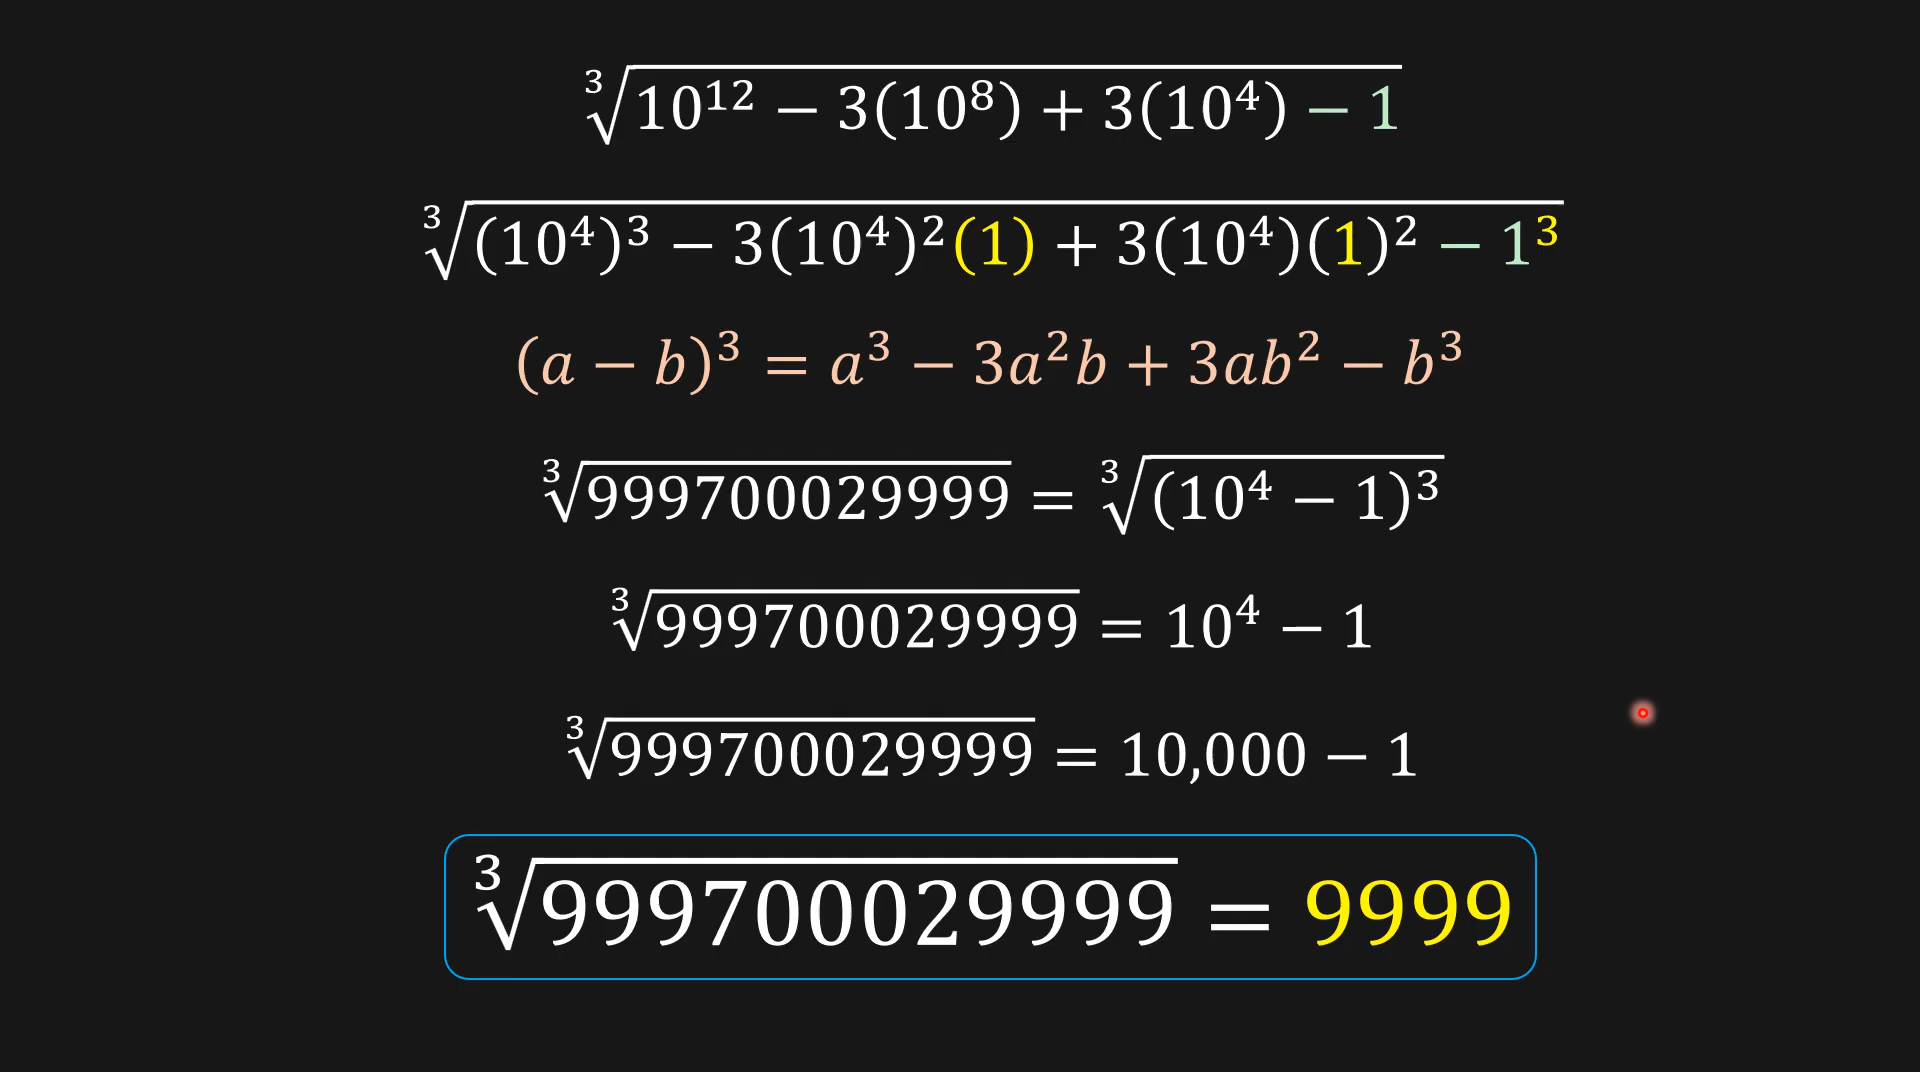 ∛(10¹² − 3(10⁸) + 3(10⁴) − 1)
∛((10⁴)³ − 3(10⁴)²(1) + 3(10⁴)(1)² − 1³)
(a − b)³ = a³ − 3a²b + 3ab² − b³
∛999700029999 = ∛(10⁴ − 1)³
∛999700029999 = 10⁴ − 1
∛999700029999 = 10,000 − 1
∛999700029999 = 9999